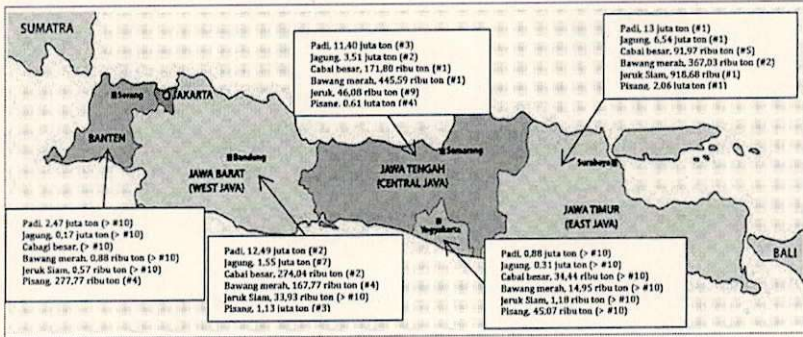 SUMATRA
Serang
JAKARTA
BANTEN
Bandung
JAWA BARAT
(WEST JAVA)
JAWA TENGAH
(CENTRAL JAVA)
Semarang
Yogyakarta
Surabaya
JAWA TIMUR
(EAST JAVA)
BALI
Padi, 11,40 juta ton (#3)
Jagung, 3,51 juta ton (#2)
Cabai besar, 171,80 ribu ton (#1)
Bawang merah, 445,59 ribu ton (#1)
Jeruk, 46,08 ribu ton (#9)
Pisang, 0,61 juta ton (#4)
Padi, 13 juta ton (#1)
Jagung, 6,54 juta ton (#1)
Cabai besar, 91,97 ribu ton (#5)
Bawang merah, 367,03 ribu ton (#2)
Jeruk Siam, 918,68 ribu (#1)
Pisang, 2,06 juta ton (#1)
Padi, 2,47 juta ton (> #10)
Jagung, 0,17 juta ton (> #10)
Cabagi besar, (> #10)
Bawang merah, 0,88 ribu ton (> #10)
Jeruk Siam, 0,57 ribu ton (> #10)
Pisang, 277,77 ribu ton (#4)
Padi, 12,49 juta ton (#2)
Jagung, 1,55 juta ton (#7)
Cabai besar, 274,04 ribu ton (#2)
Bawang merah, 167,77 ribu ton (#4)
Jeruk Siam, 33,93 ribu ton (> #10)
Pisang, 1,13 juta ton (#3)
Padi, 0,88 juta ton (> #10)
Jagung, 0.31 juta ton (> #10)
Cabai besar, 34,44 ribu ton (> #10)
Bawang merah, 14,95 ribu ton (> #10)
Jeruk Siam, 1,18 ribu ton (> #10)
Pisang, 45,07 ribu ton (> #10)